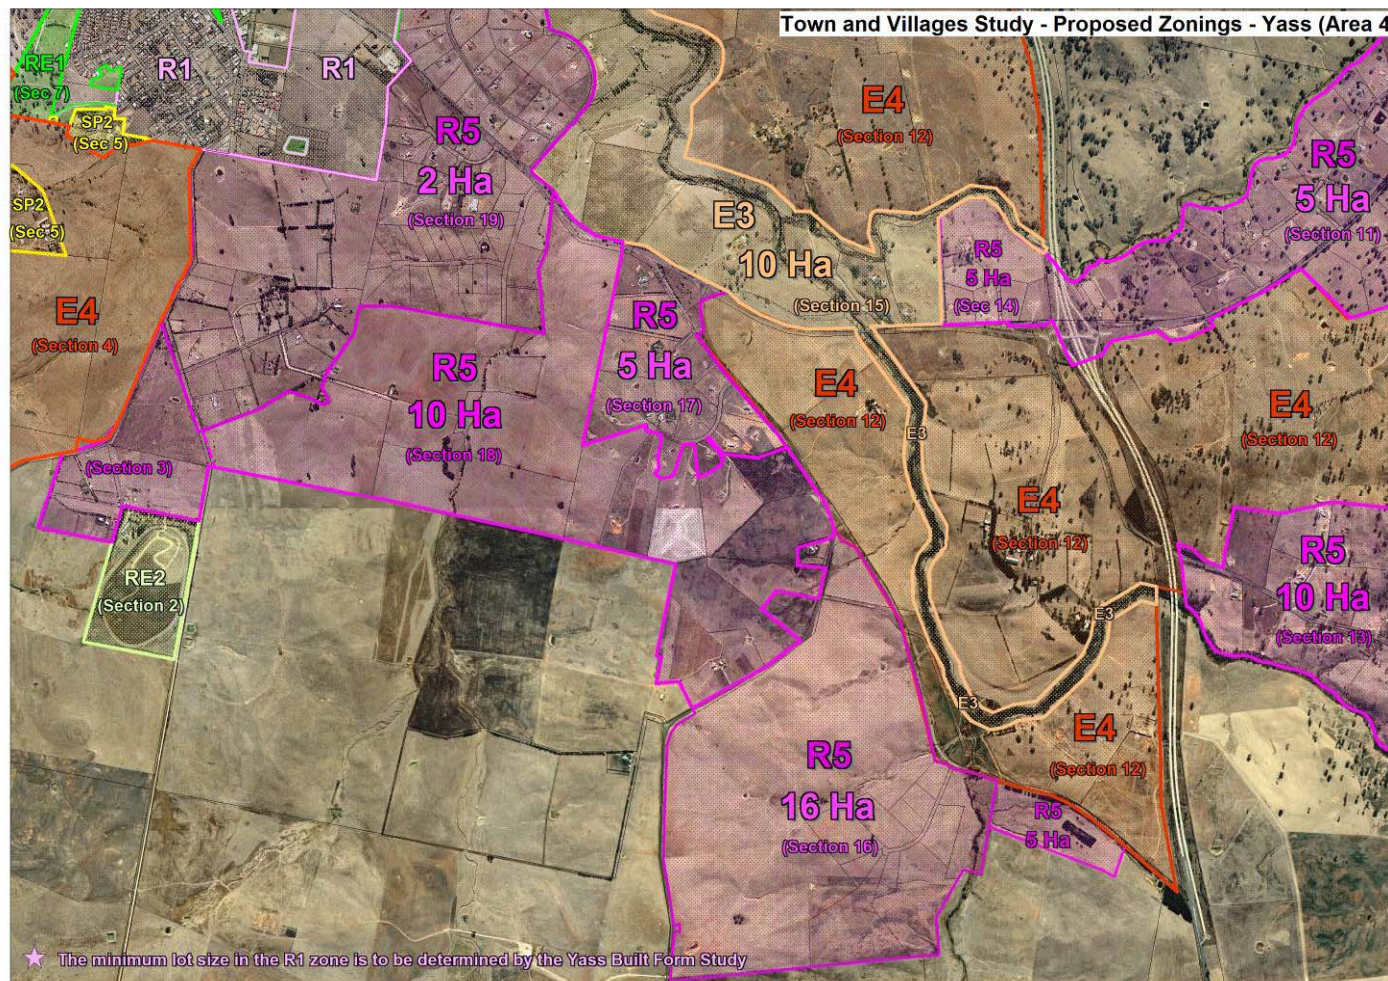 Town and Villages Study - Proposed Zonings - Yass (Area 4
RE1
(Sec 7)
R1
R1
SP2
(Sec 5)
SP2
(Sec 5)
E4
(Section 4)
R5
2 Ha
(Section 19)
E4
(Section 12)
E3
10 Ha
(Section 15)
R5
5 Ha
(Sec 14)
R5
5 Ha
(Section 11)
R5
10 Ha
(Section 18)
R5
5 Ha
(Section 17)
E4
(Section 12)
E3
E4
(Section 12)
E4
(Section 12)
(Section 3)
RE2
(Section 2)
R5
10 Ha
(Section 13)
E3
E3
E4
(Section 12)
R5
16 Ha
(Section 16)
R5
5 Ha
The minimum lot size in the R1 zone is to be determined by the Yass Built Form Study